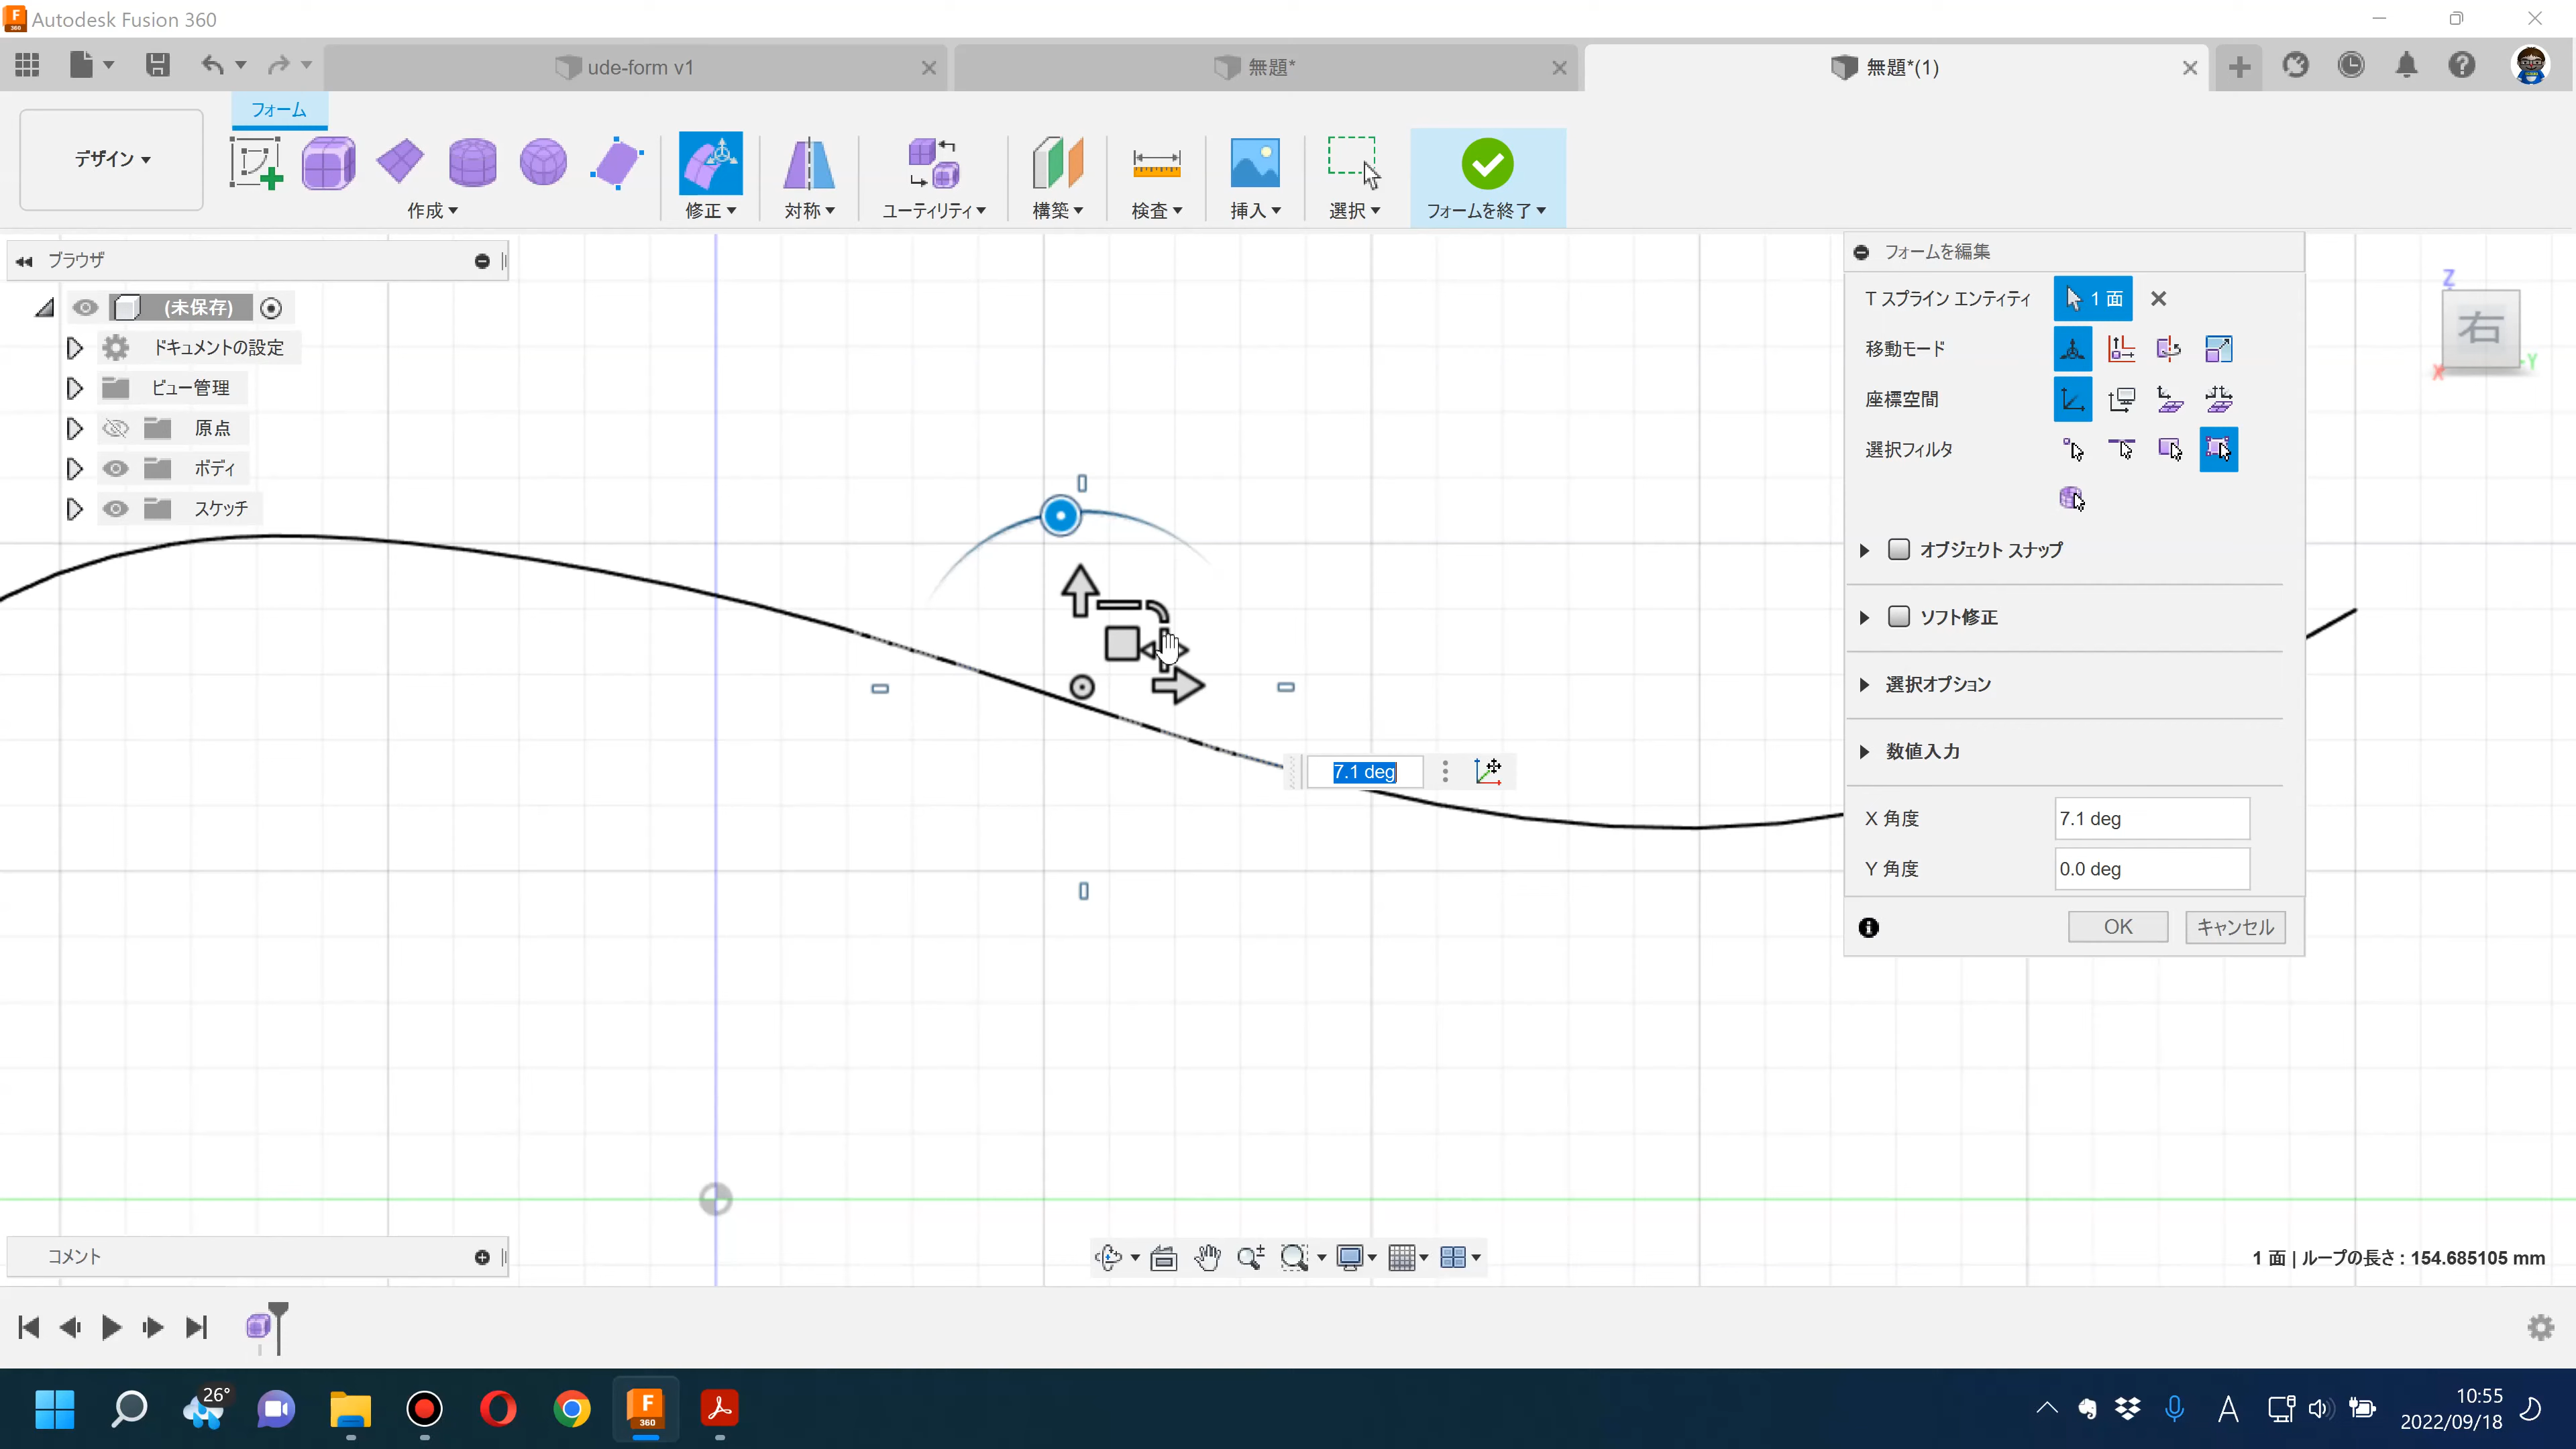 Autodesk Fusion 360
ude-form v1
無題*
無題*(1)
フォーム
デザイン
作成
修正
対称
ユーティリティ
構築
検査
挿入
選択
フォームを終了
ブラウザ
(未保存)
ドキュメントの設定
ビュー管理
原点
ボディ
スケッチ
フォームを編集
T スプライン エンティティ
1 面
移動モード
座標空間
選択フィルタ
オブジェクト スナップ
ソフト修正
選択オプション
数値入力
X 角度
7.1 deg
Y 角度
0.0 deg
OK
キャンセル
Z
右
X
-Y
7.1 deg
コメント
1 面 | ループの長さ : 154.685105 mm
26°
F
360
A
10:55
2022/09/18